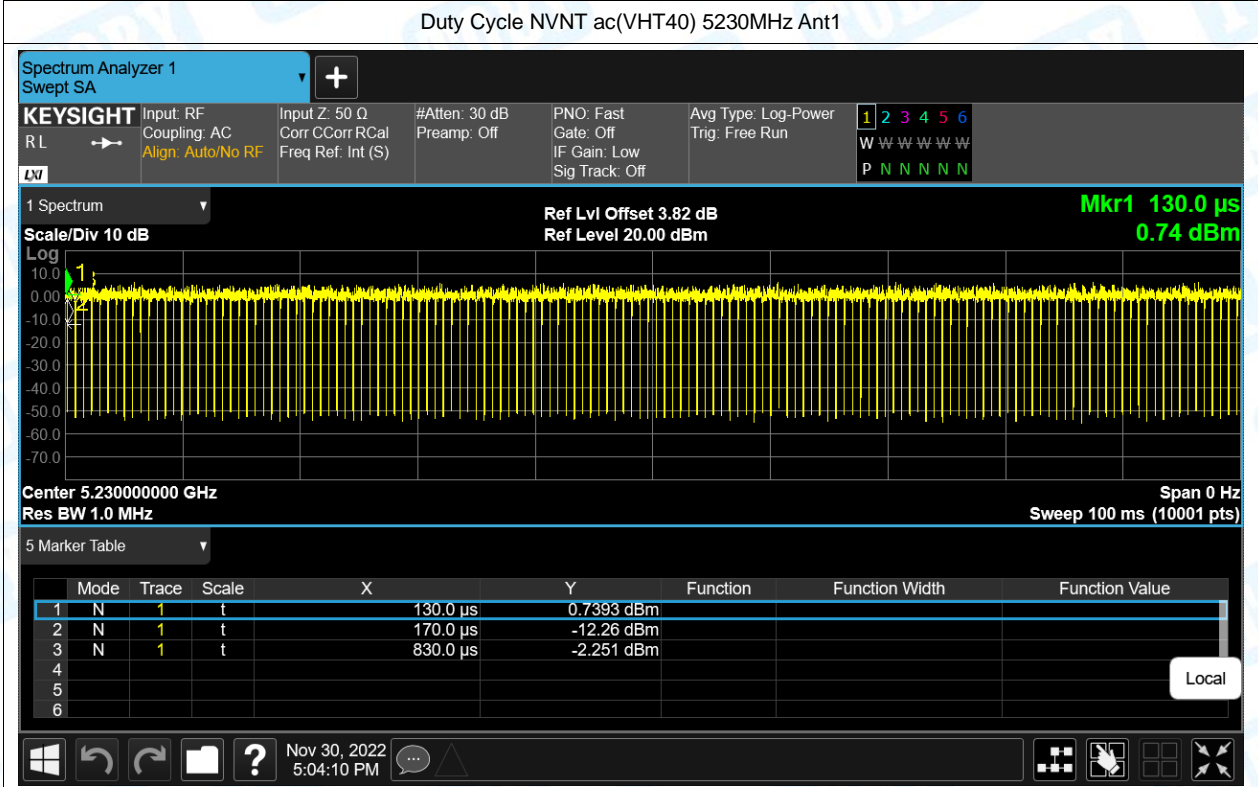 Duty Cycle NVNT ac(VHT40) 5230MHz Ant1
Spectrum Analyzer 1
Swept SA
KEYSIGHT Input: RF Input Z: 50 Ω #Atten: 30 dB PNO: Fast Avg Type: Log-Power 1 2 3 4 5 6
R L Coupling: AC Corr CCorr RCal Preamp: Off Gate: Off Trig: Free Run
Align: Auto/No RF Freq Ref: Int (S) IF Gain: Low W W W W W W
LXI Sig Track: Off P N N N N N
1 Spectrum Ref Lvl Offset 3.82 dB Mkr1 130.0 µs
Scale/Div 10 dB Ref Level 20.00 dBm 0.74 dBm
Log
10.0
0.00
-10.0
-20.0
-30.0
-40.0
-50.0
-60.0
-70.0
1
2
Center 5.230000000 GHz Span 0 Hz
Res BW 1.0 MHz Sweep 100 ms (10001 pts)
5 Marker Table
Mode Trace Scale X Y Function Function Width Function Value
1 N 1 t 130.0 µs 0.7393 dBm
2 N 1 t 170.0 µs -12.26 dBm
3 N 1 t 830.0 µs -2.251 dBm
4
5
6
Local
? Nov 30, 2022
5:04:10 PM